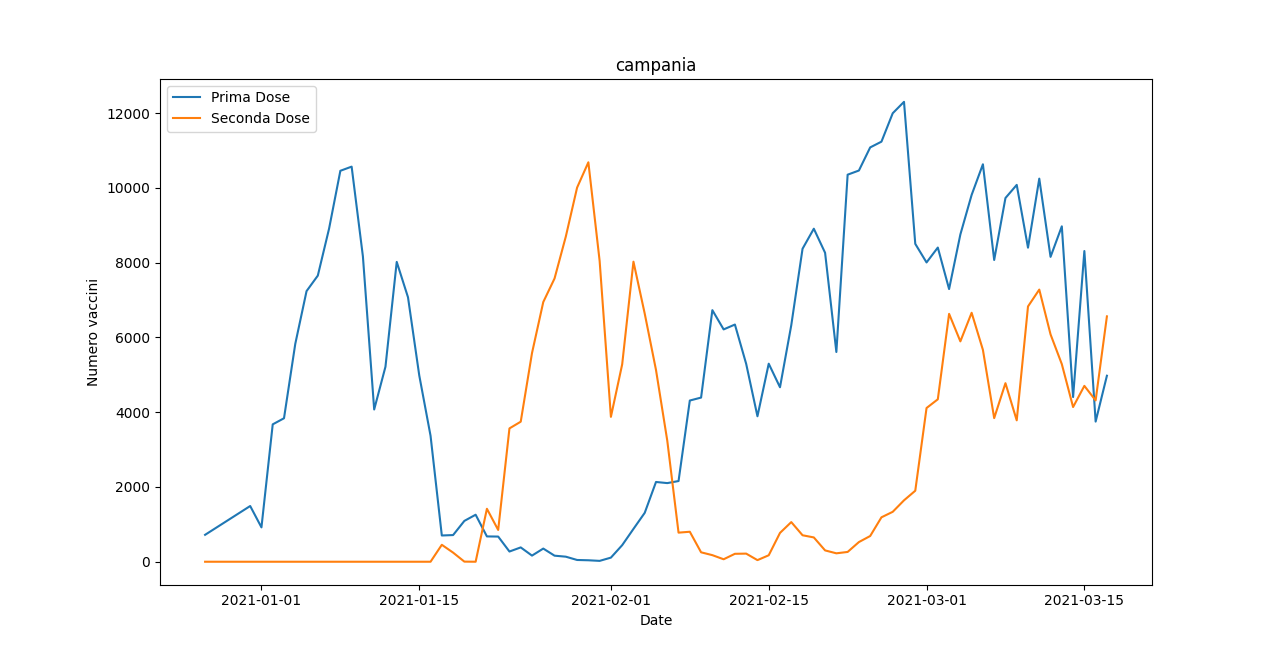 campania
Prima Dose
Seconda Dose
Numero vaccini
12000
10000
8000
6000
4000
2000
0
2021-01-01
2021-01-15
2021-02-01
2021-02-15
2021-03-01
2021-03-15
Date